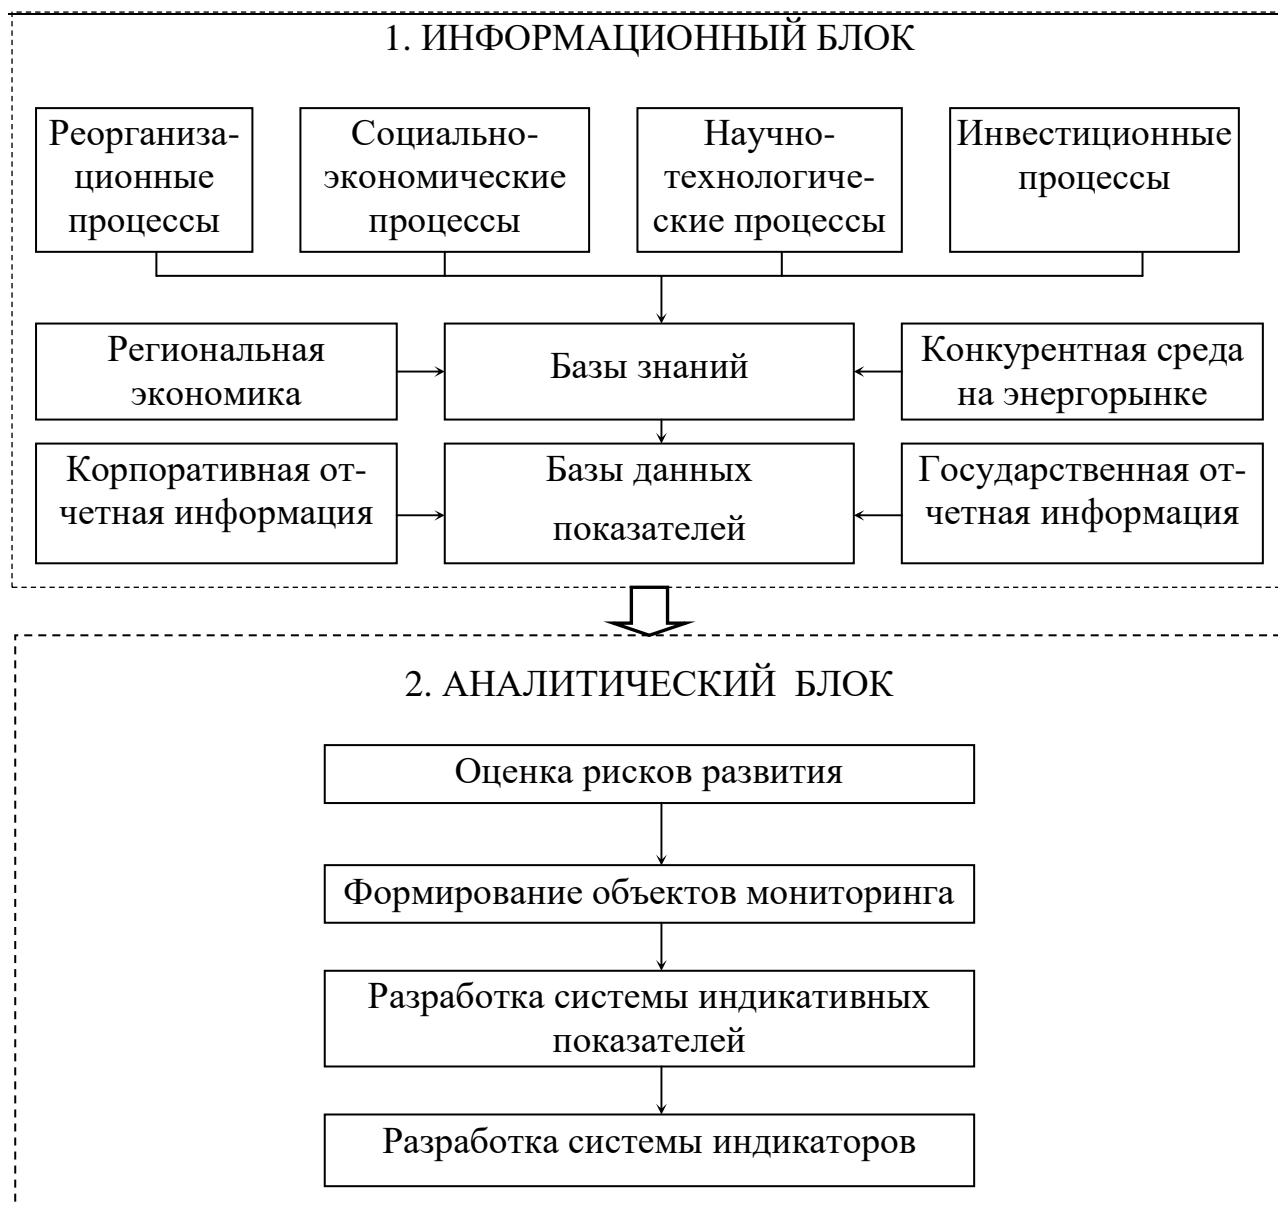 1. ИНФОРМАЦИОННЫЙ БЛОК
Реорганиза-
ционные
процессы
Социально-
экономические
процессы
Научно-
технологиче-
ские процессы
Инвестиционные
процессы
Региональная
экономика
Базы знаний
Конкурентная среда
на энергорынке
Корпоративная от-
четная информация
Базы данных
показателей
Государственная от-
четная информация
2. АНАЛИТИЧЕСКИЙ БЛОК
Оценка рисков развития
Формирование объектов мониторинга
Разработка системы индикативных
показателей
Разработка системы индикаторов